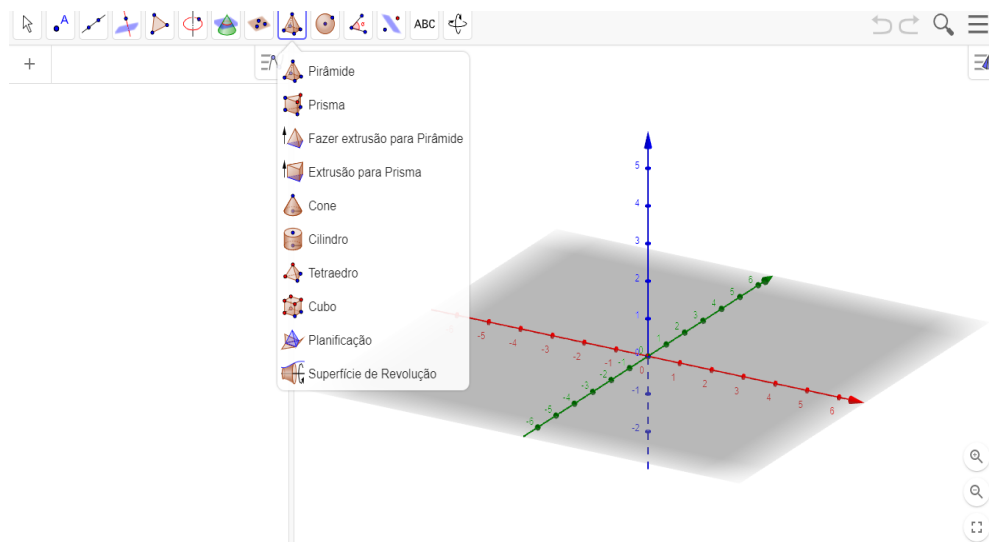 A
ABC
+
Pirâmide
Prisma
Fazer extrusão para Pirâmide
Extrusão para Prisma
Cone
Cilindro
Tetraedro
Cubo
Planificação
Superfície de Revolução
5
4
3
2
1
0
-1
-2
-5
-4
-3
-2
-1
0
1
2
3
4
5
6
-6
-5
-4
-3
-2
-1
0
1
2
3
4
5
6